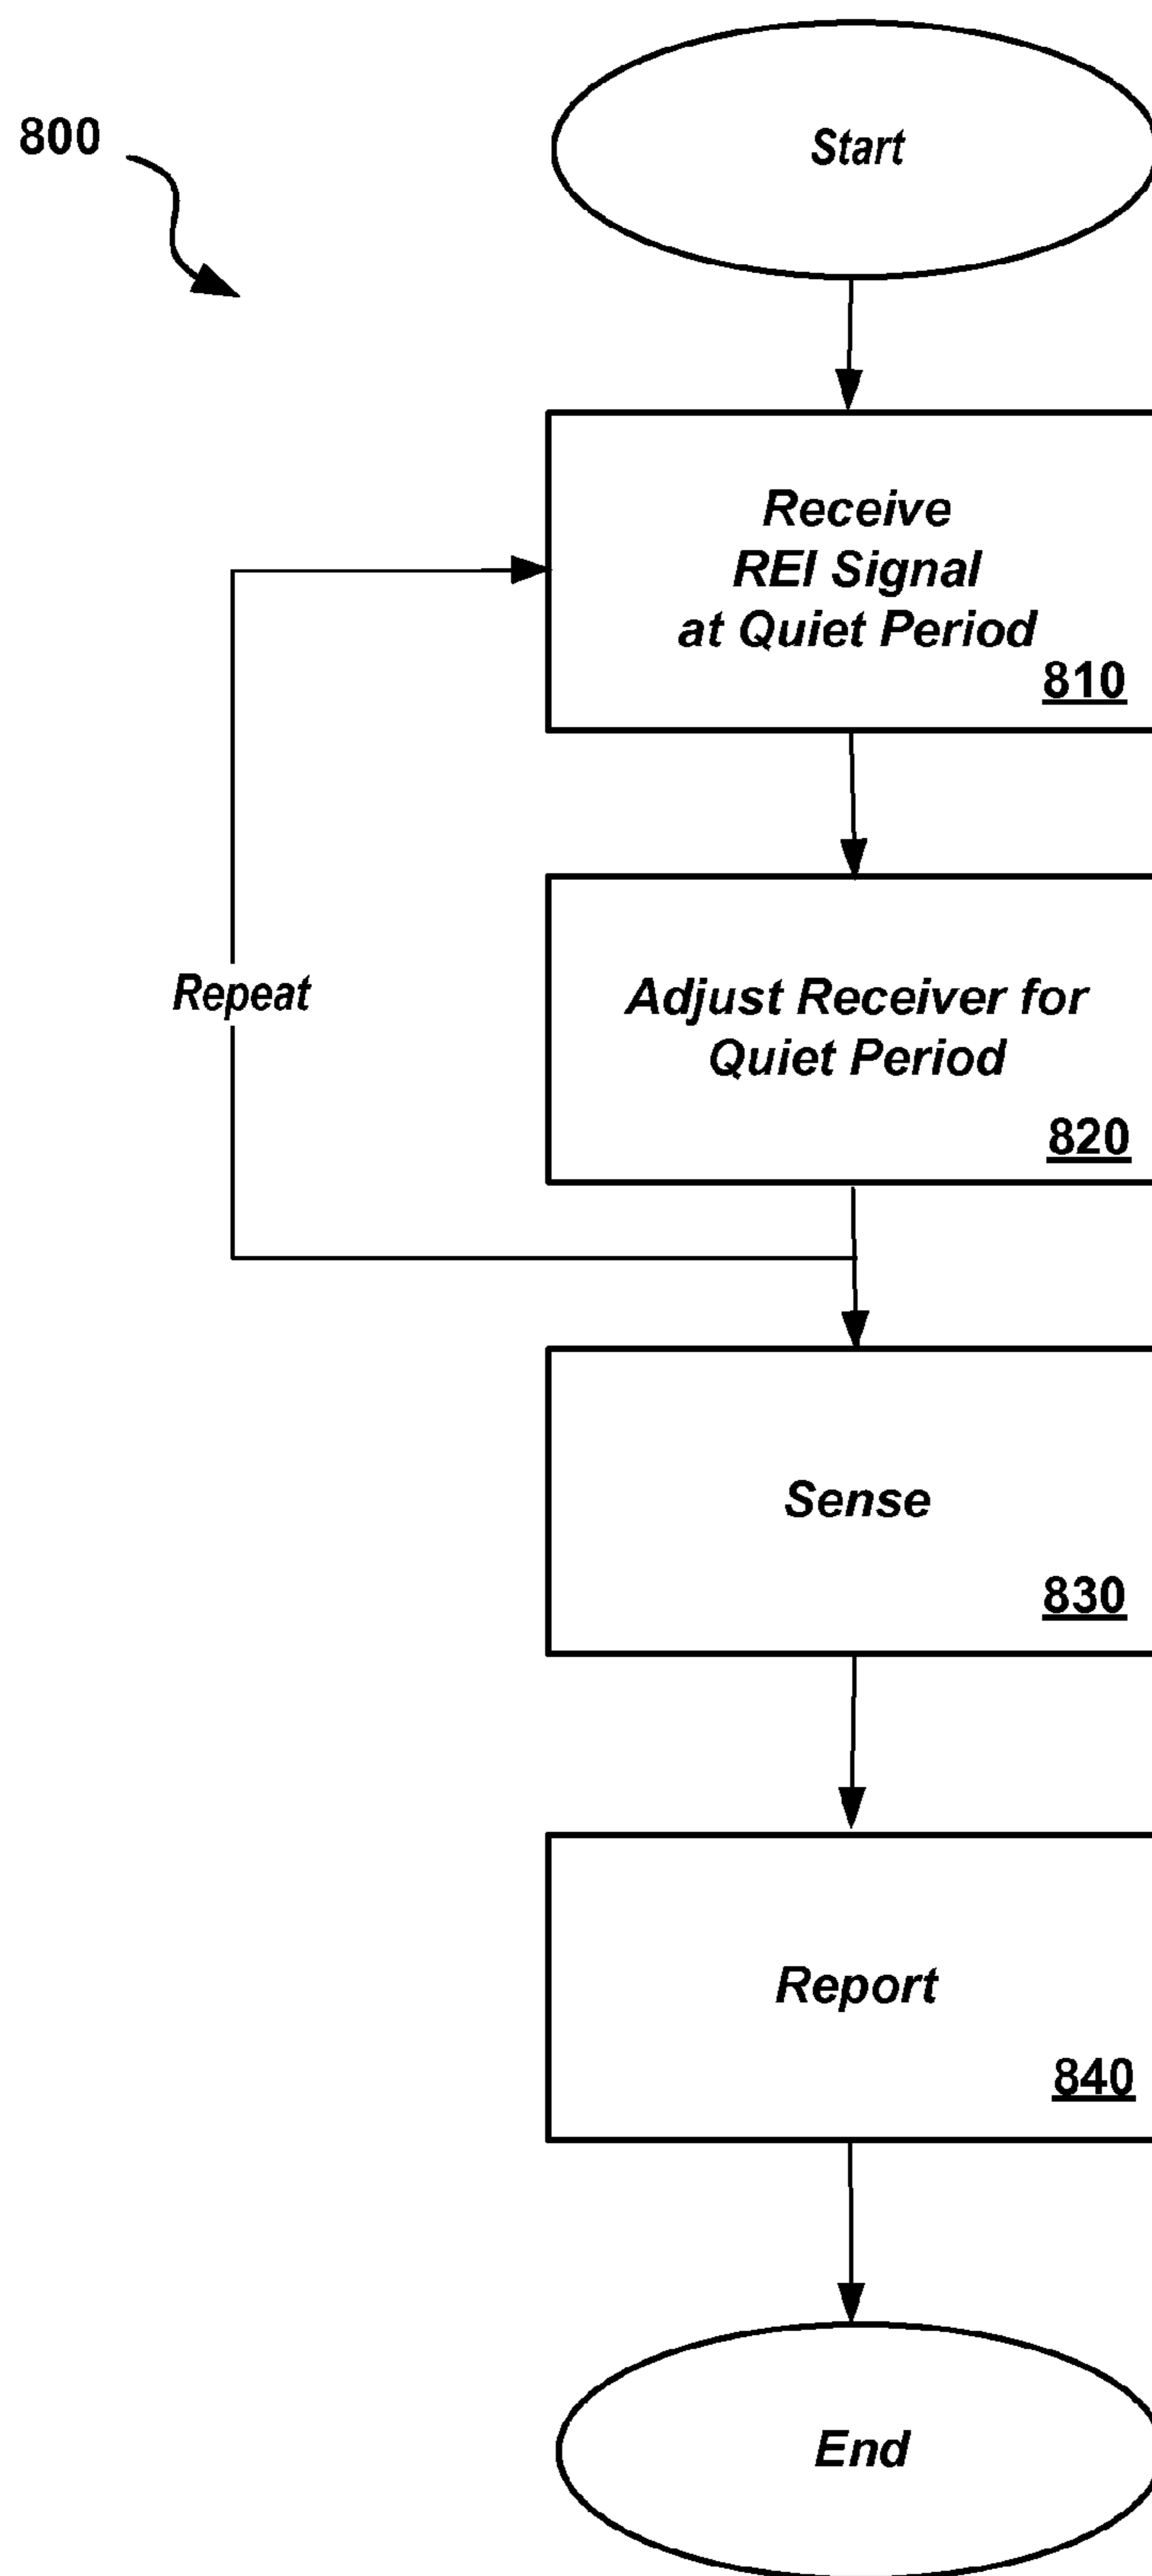 800
Start
Receive
REI Signal
at Quiet Period
810
Repeat
Adjust Receiver for
Quiet Period
820
Sense
830
Report
840
End